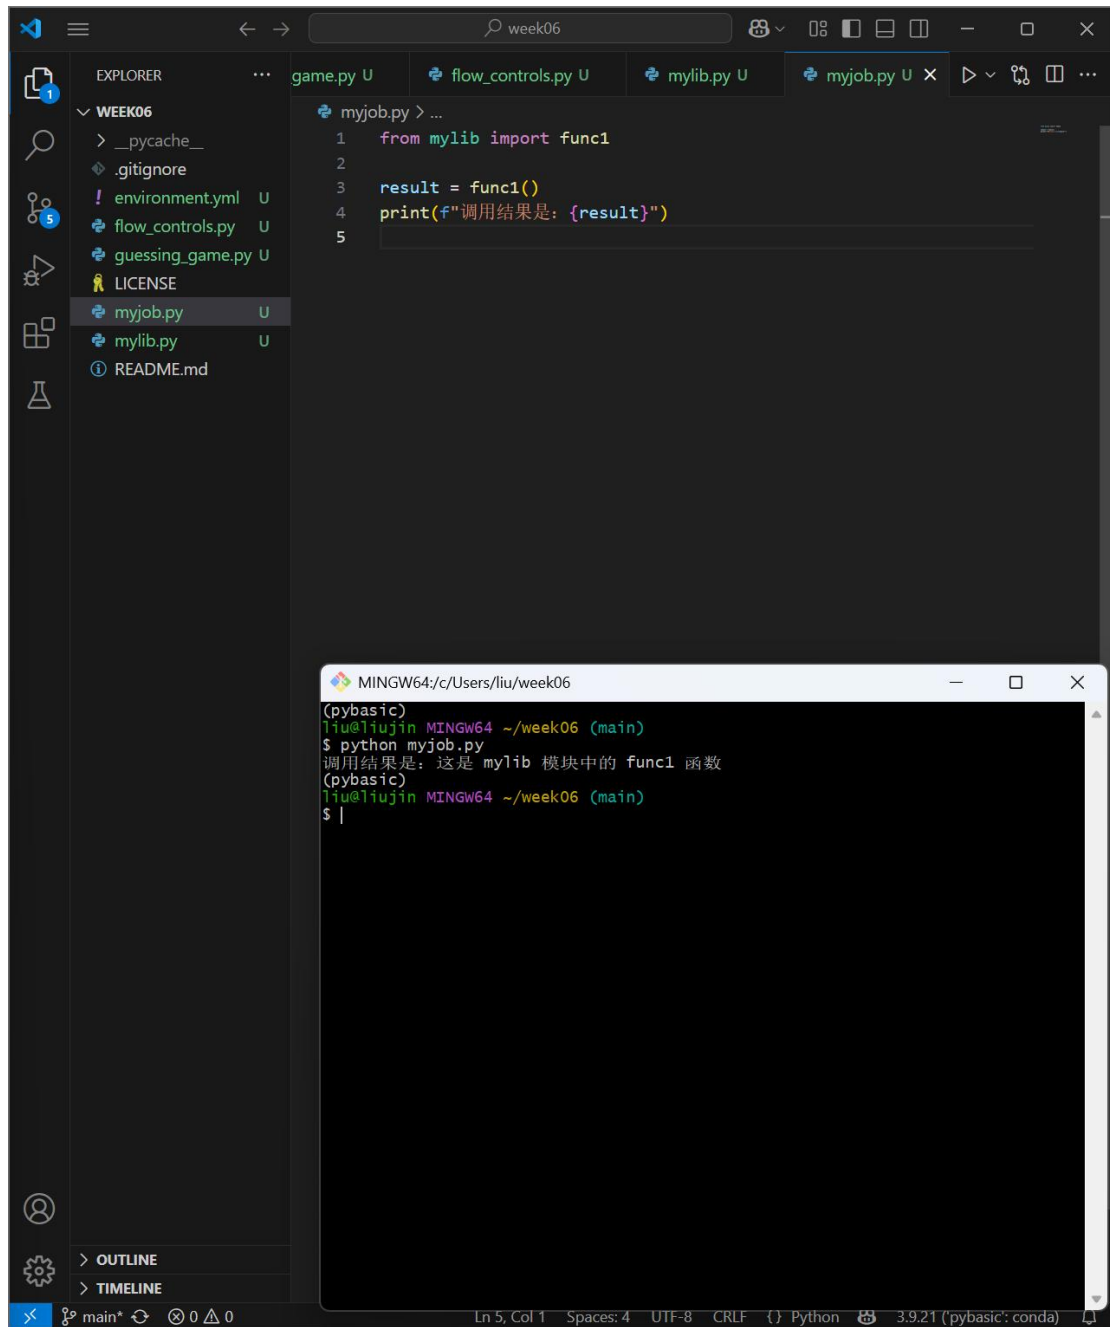 week06
EXPLORER
game.py U
flow_controls.py U
mylib.py U
myjob.py U
1
WEEK06
__pycache__
.gitignore
environment.yml U
5
flow_controls.py U
guessing_game.py U
LICENSE
myjob.py U
mylib.py U
README.md
myjob.py > ...
1 from mylib import func1
2
3 result = func1()
4 print(f"调用结果是：{result}")
5
MINGW64:/c/Users/liu/week06
(pybasic)
liu@liujin MINGW64 ~/week06 (main)
$ python myjob.py
调用结果是：这是 mylib 模块中的 func1 函数
(pybasic)
liu@liujin MINGW64 ~/week06 (main)
$
OUTLINE
TIMELINE
main* 0 0 Ln 5, Col 1 Spaces: 4 UTF-8 CRLF {} Python 3.9.21 ('pybasic': conda)